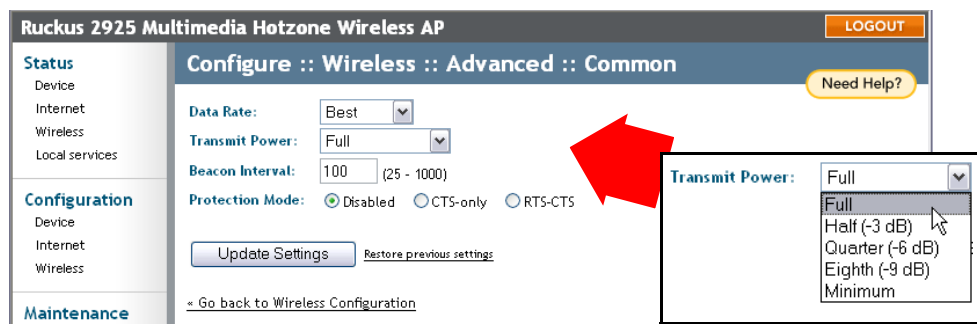 Ruckus 2925 Multimedia Hotzone Wireless AP
LOGOUT
Status
Device
Internet
Wireless
Local services
Configuration
Device
Internet
Wireless
Maintenance
Configure :: Wireless :: Advanced :: Common
Need Help?
Data Rate: Best
Transmit Power: Full
Beacon Interval: 100 (25 - 1000)
Protection Mode: Disabled CTS-only RTS-CTS
Update Settings Restore previous settings
« Go back to Wireless Configuration
Transmit Power: Full
Full
Half (-3 dB)
Quarter (-6 dB)
Eighth (-9 dB)
Minimum